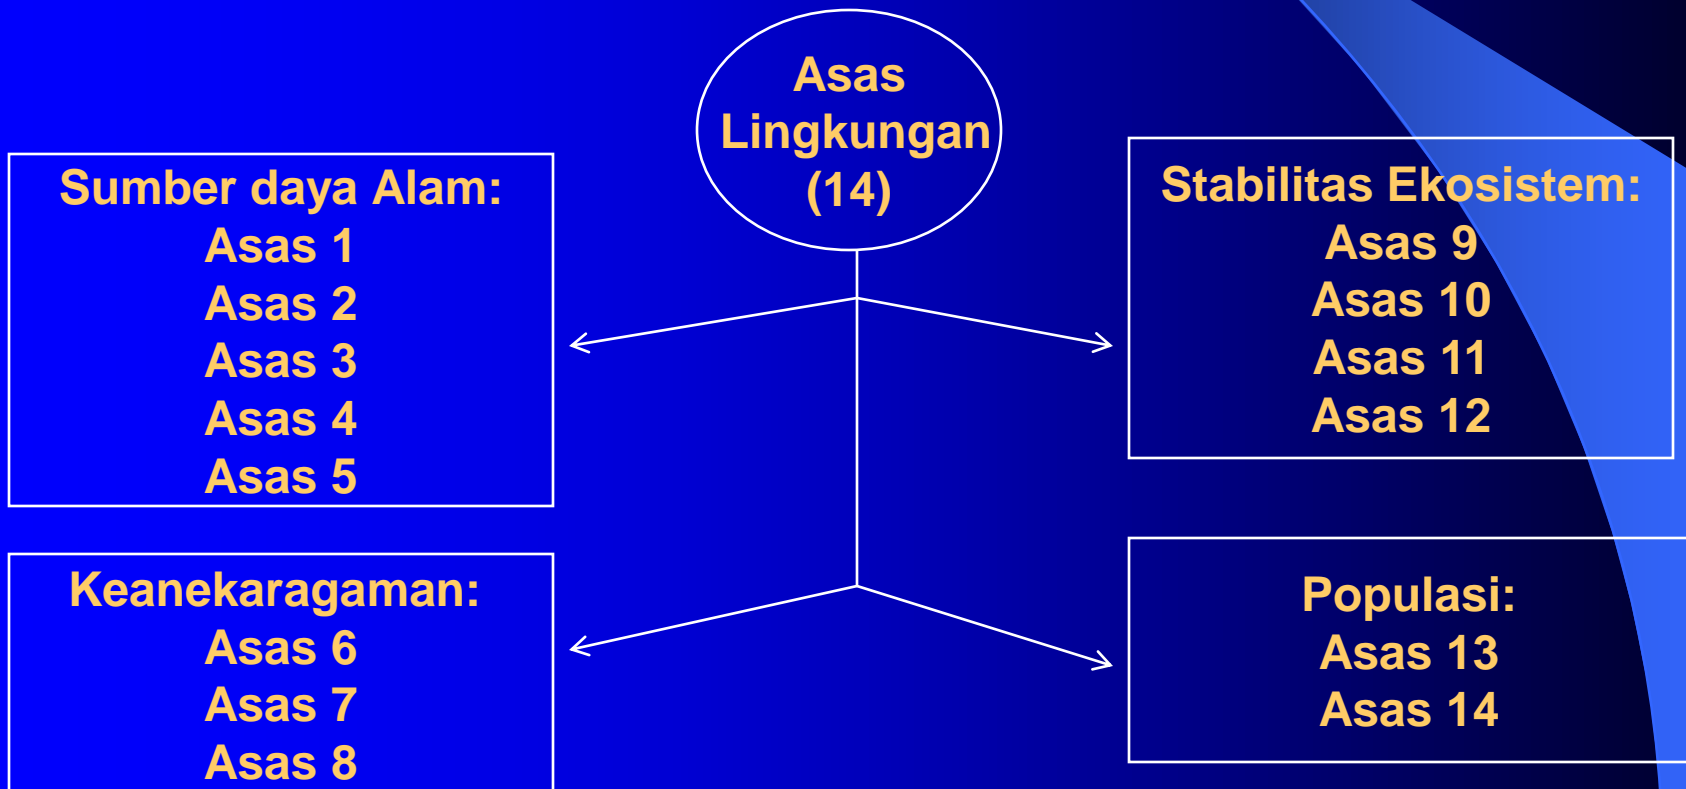 Asas
Lingkungan
(14)
Sumber daya Alam:
Asas 1
Asas 2
Asas 3
Asas 4
Asas 5
Stabilitas Ekosistem:
Asas 9
Asas 10
Asas 11
Asas 12
Keanekaragaman:
Asas 6
Asas 7
Asas 8
Populasi:
Asas 13
Asas 14